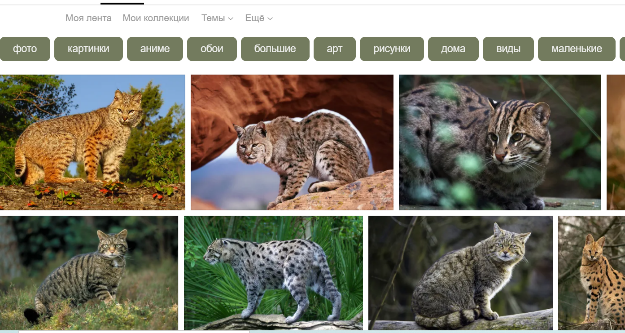 Моя лента Мои коллекции Темы Ещё
фото картинки аниме обои большие арт рисунки дома виды маленькие